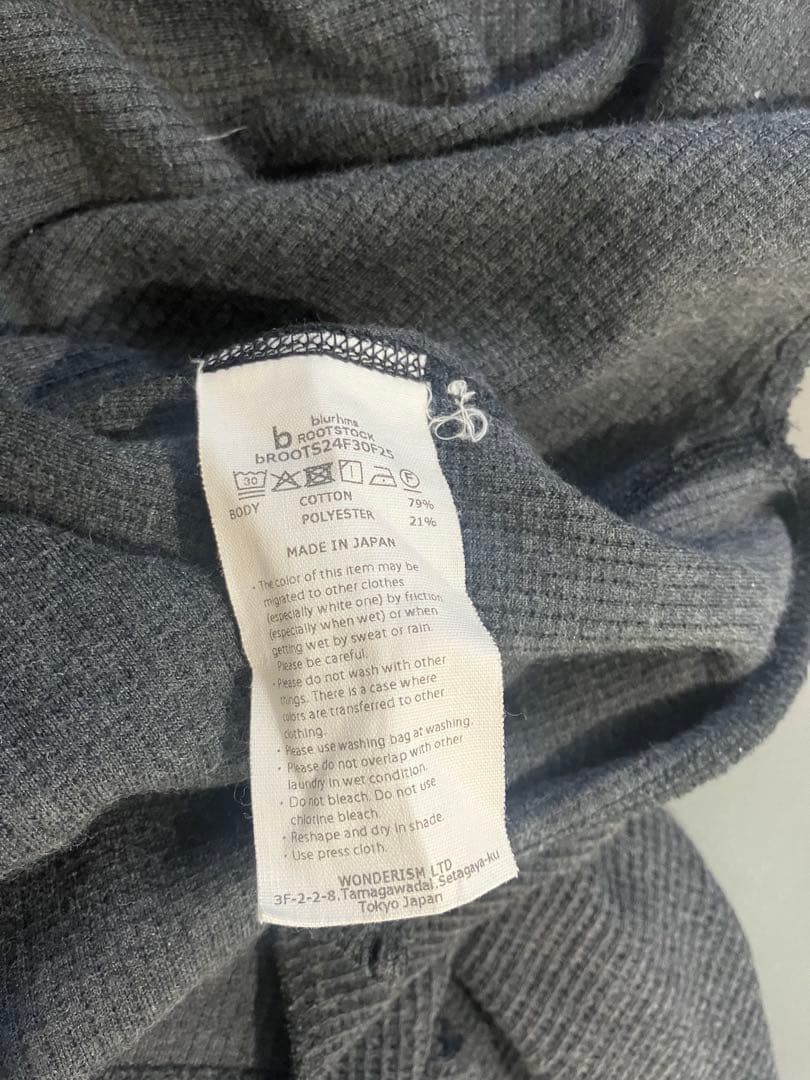 blurhms
b ROOTSTOCK
bROOTS24F30F25
30 F
BODY COTTON 79%
POLYESTER 21%
MADE IN JAPAN
・The color of this item may be
migrated to other clothes
(especially white one) by friction
(especially when wet) or when
getting wet by sweat or rain.
Please be careful.
・Please do not wash with other
things. There is a case where
colors are transferred to other
clothing.
・Please use washing bag at washing.
・Please do not overlap with other
laundry in wet condition.
・Do not bleach. Do not use
chlorine bleach.
・Reshape and dry in shade.
・Use press cloth.
WONDERISM LTD
3F-2-2-8,Tamagawadai,Setagaya-ku
Tokyo Japan